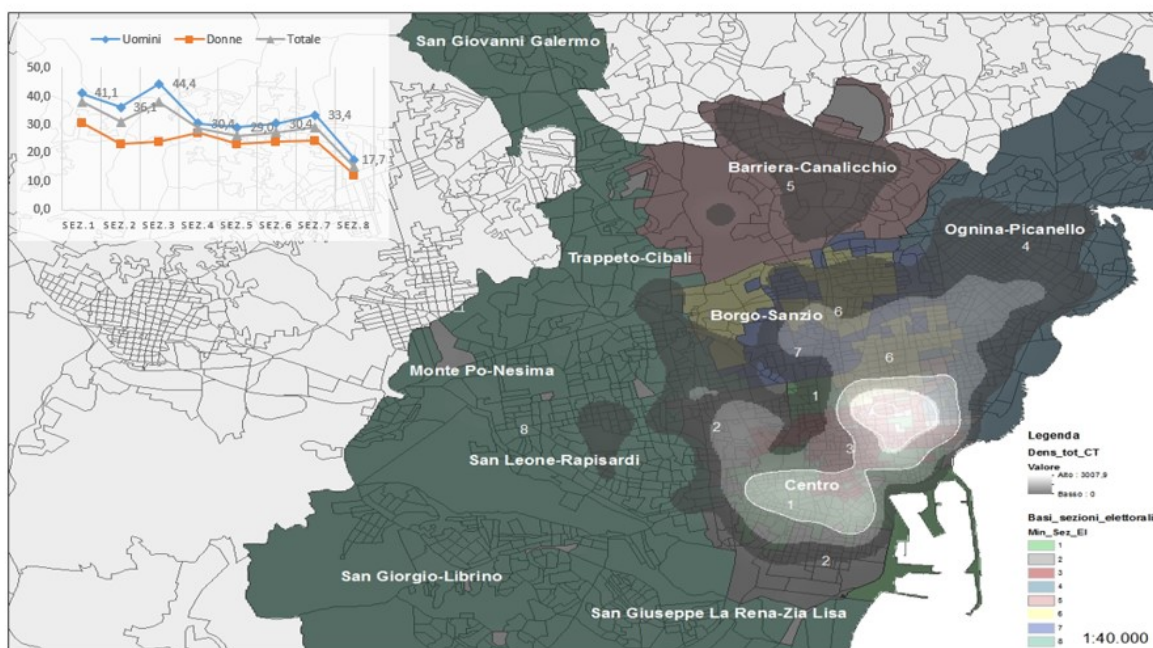 Uomini Donne Totale
50,0
40,0
30,0
20,0
10,0
0,0
41,1
36,1
44,4
30,4
29,0
30,4
33,4
17,7
SEZ.1 SEZ.2 SEZ.3 SEZ.4 SEZ.5 SEZ.6 SEZ.7 SEZ.8
San Giovanni Galermo
Barriera-Canalicchio
5
Ognina-Picanello
4
Trappeto-Cibali
Borgo-Sanzio
6
7
6
Monte Po-Nesima
1
2
8
3
San Leone-Rapisardi
Centro
1
2
San Giorgio-Librino
San Giuseppe La Rena-Zia Lisa
Legenda
Dens_tot_CT
Valore
Alto : 3007,9
Basso : 0
Basi_sezioni_elettorali
Min_Sez_El
1
2
3
4
5
6
7
8
1:40.000